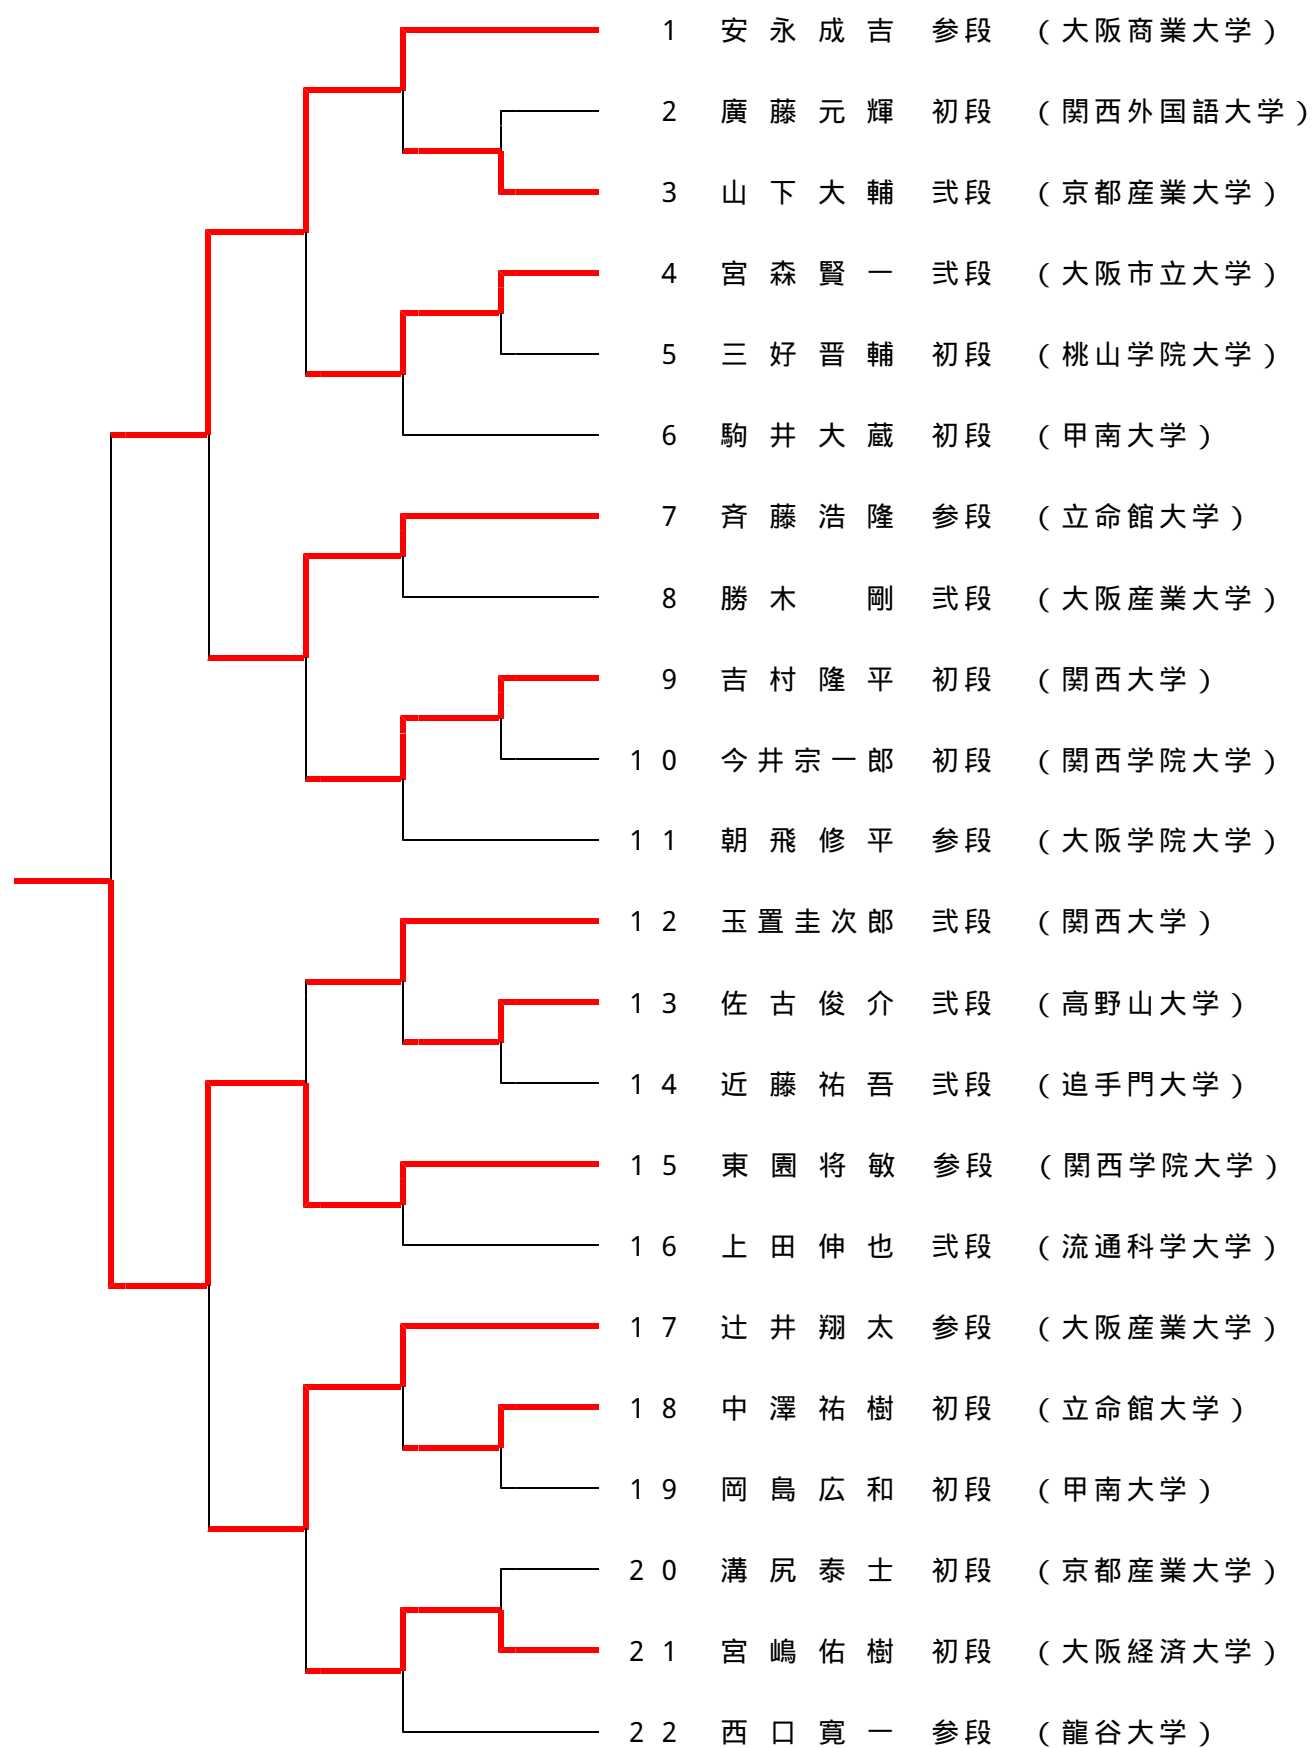 1 安永成吉 参段 (大阪商業大学)
2 廣藤元輝 初段 (関西外国語大学)
3 山下大輔 弐段 (京都産業大学)
4 宮森賢一 弐段 (大阪市立大学)
5 三好晋輔 初段 (桃山学院大学)
6 駒井大蔵 初段 (甲南大学)
7 斉藤浩隆 参段 (立命館大学)
8 勝木 剛 弐段 (大阪産業大学)
9 吉村隆平 初段 (関西大学)
10 今井宗一郎 初段 (関西学院大学)
11 朝飛修平 参段 (大阪学院大学)
12 玉置圭次郎 弐段 (関西大学)
13 佐古俊介 弐段 (高野山大学)
14 近藤祐吾 弐段 (追手門大学)
15 東園将敏 参段 (関西学院大学)
16 上田伸也 弐段 (流通科学大学)
17 辻井翔太 参段 (大阪産業大学)
18 中澤祐樹 初段 (立命館大学)
19 岡島広和 初段 (甲南大学)
20 溝尻泰士 初段 (京都産業大学)
21 宮嶋佑樹 初段 (大阪経済大学)
22 西口寛一 参段 (龍谷大学)